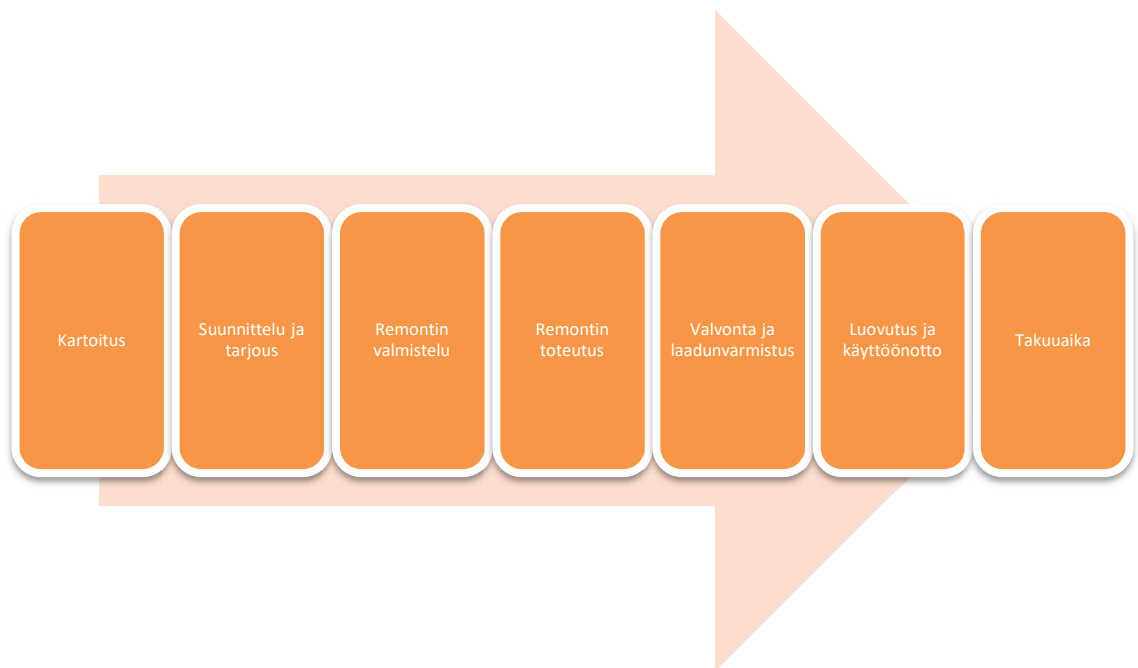 Kartoitus
Suunnittelu ja
tarjous
Remontin
valmistelu
Remontin
toteutus
Valvonta ja
laadunvarmistus
Luovutus ja
käyttöönotto
Takuuaika